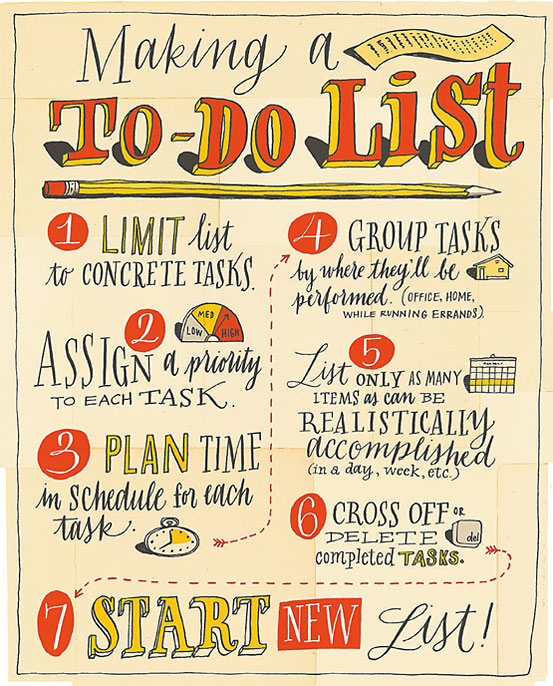 Making a
TO-DO LiST
1 LIMIT list
to CONCRETE TASKS.
2
LOW MED HIGH
ASSIGN a priority
TO EACH TASK.
3 PLAN TIME
in SCHEDULE for each
task.
4 GROUP TASKS
by where they'll be
performed. (OFFICE, HOME,
WHILE RUNNING ERRANDS).
5
List ONLY AS MANY
ITEMS as can BE
REALISTICALLY
accomplished
(in a day, week, etc.)
6 CROSS OFF OR
DELETE del
completed TASKS.
7 START NEW List!